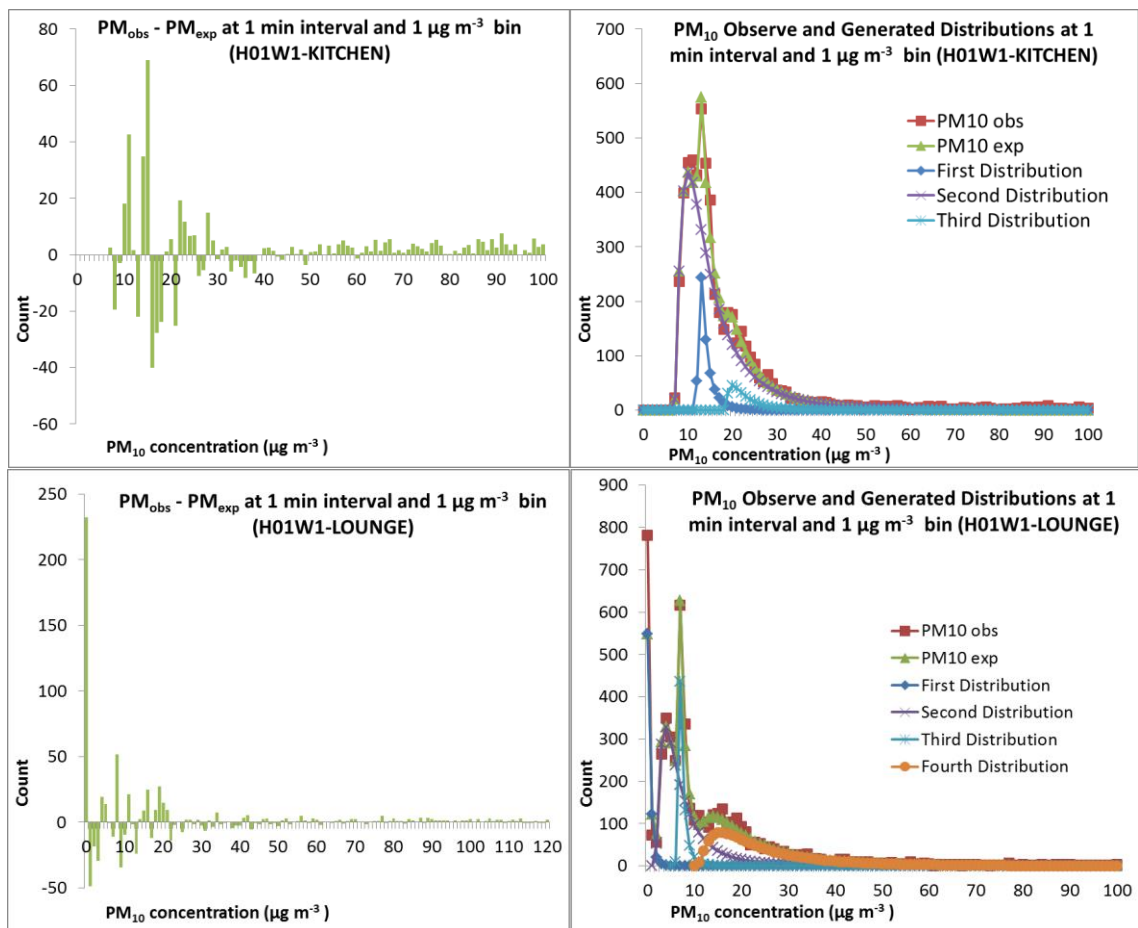 PMobs - PMexp at 1 min interval and 1 µg m-3 bin
(H01W1-KITCHEN)
80
60
40
20
0
-20
-40
-60
0 10 20 30 40 50 60 70 80 90 100
Count
PM10 concentration (µg m-3 )
PM10 Observe and Generated Distributions at 1
min interval and 1 µg m-3 bin (H01W1-KITCHEN)
700
600
500
400
300
200
100
0
Count
PM10 obs
PM10 exp
First Distribution
Second Distribution
Third Distribution
0 10 20 30 40 50 60 70 80 90 100
PM10 concentration (µg m-3 )
PMobs - PMexp at 1 min interval and 1 µg m-3 bin
(H01W1-LOUNGE)
250
200
150
100
50
0
-50
Count
0 10 20 30 40 50 60 70 80 90 100 110 120
PM10 concentration (µg m-3 )
PM10 Observe and Generated Distributions at 1
min interval and 1 µg m-3 bin (H01W1-LOUNGE)
900
800
700
600
500
400
300
200
100
0
Count
PM10 obs
PM10 exp
First Distribution
Second Distribution
Third Distribution
Fourth Distribution
0 10 20 30 40 50 60 70 80 90 100
PM10 concentration (µg m-3 )